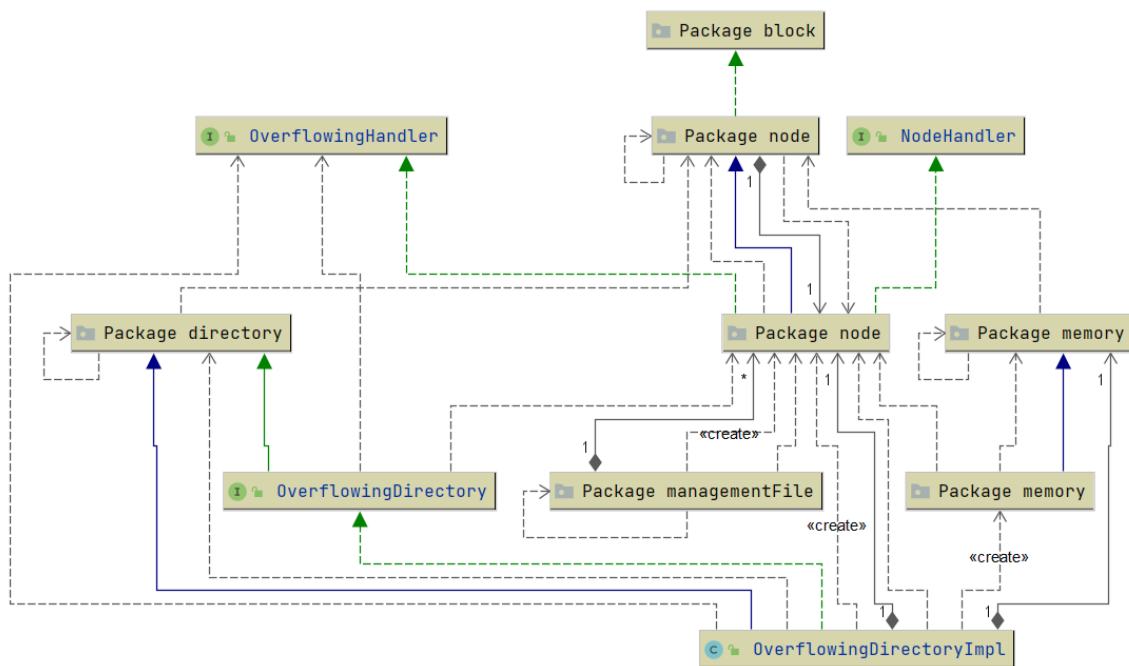 Package block
I OverflowingHandler
Package node
I NodeHandler
1
1
Package directory
Package node
Package memory
*
1
1
«create»
1
I OverflowingDirectory
Package managementFile
Package memory
«create»
«create»
1
1
C OverflowingDirectoryImpl